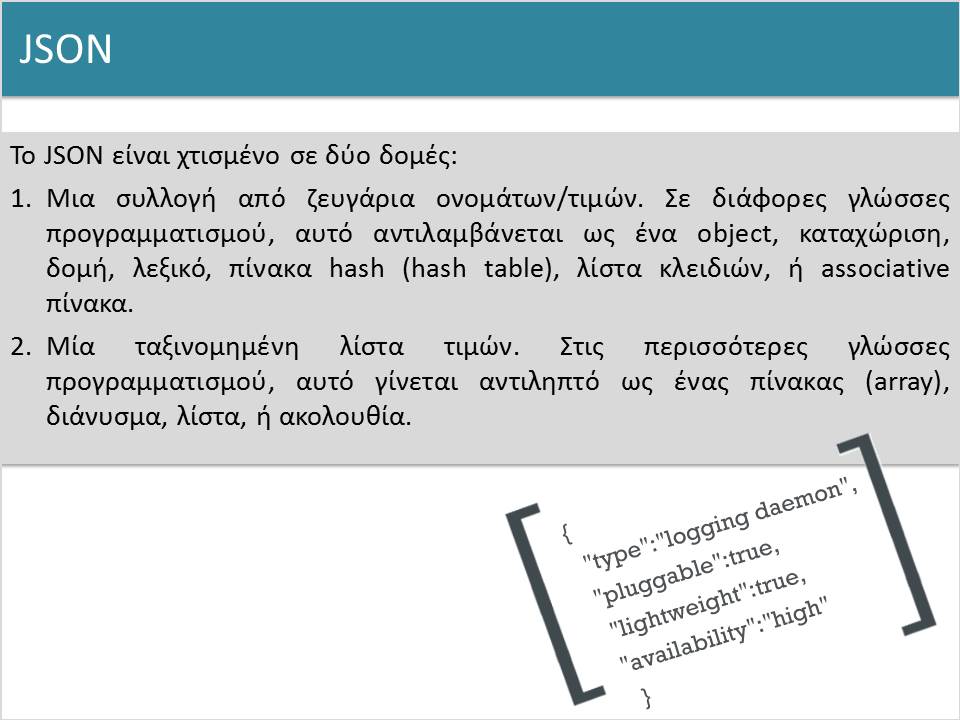 JSON
Το JSON είναι χτισμένο σε δύο δομές:
1. Μια συλλογή από ζευγάρια ονομάτων/τιμών. Σε διάφορες γλώσσες
προγραμματισμού, αυτό αντιλαμβάνεται ως ένα object, καταχώριση,
δομή, λεξικό, πίνακα hash (hash table), λίστα κλειδιών, ή associative
πίνακα.
2. Μία ταξινομημένη λίστα τιμών. Στις περισσότερες γλώσσες
προγραμματισμού, αυτό γίνεται αντιληπτό ως ένας πίνακας (array),
διάνυσμα, λίστα, ή ακολουθία.
[
{
"type":"logging daemon",
"pluggable":true,
"lightweight":true,
"availability":"high"
}
]